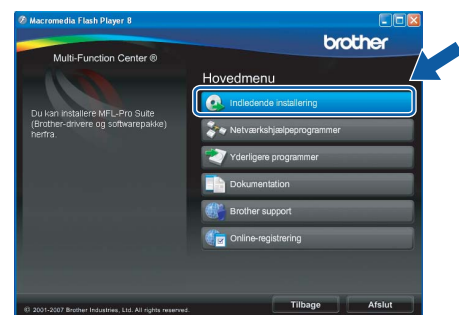 Macromedia Flash Player 8
brother
Multi-Function Center ®
Hovedmenu
Du kan installere MFL-Pro Suite
(Brother-drivere og softwarepakke)
herfra.
Indledende installering
Netværkshjælpeprogrammer
Yderligere programmer
Dokumentation
Brother support
Online-registrering
© 2001-2007 Brother Industries, Ltd. All rights reserved.
Tilbage
Afslut